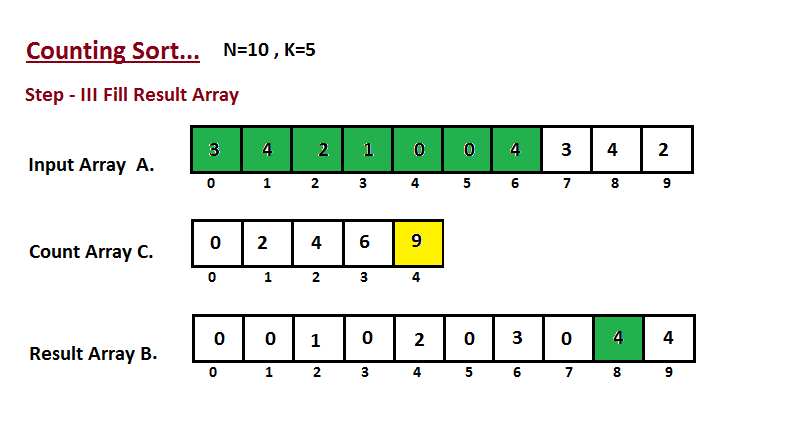 Counting Sort... N=10 , K=5
Step - III Fill Result Array
Input Array A. 3 4 2 1 0 0 4 3 4 2
0 1 2 3 4 5 6 7 8 9
Count Array C. 0 2 4 6 9
0 1 2 3 4
Result Array B. 0 0 1 0 2 0 3 0 4 4
0 1 2 3 4 5 6 7 8 9